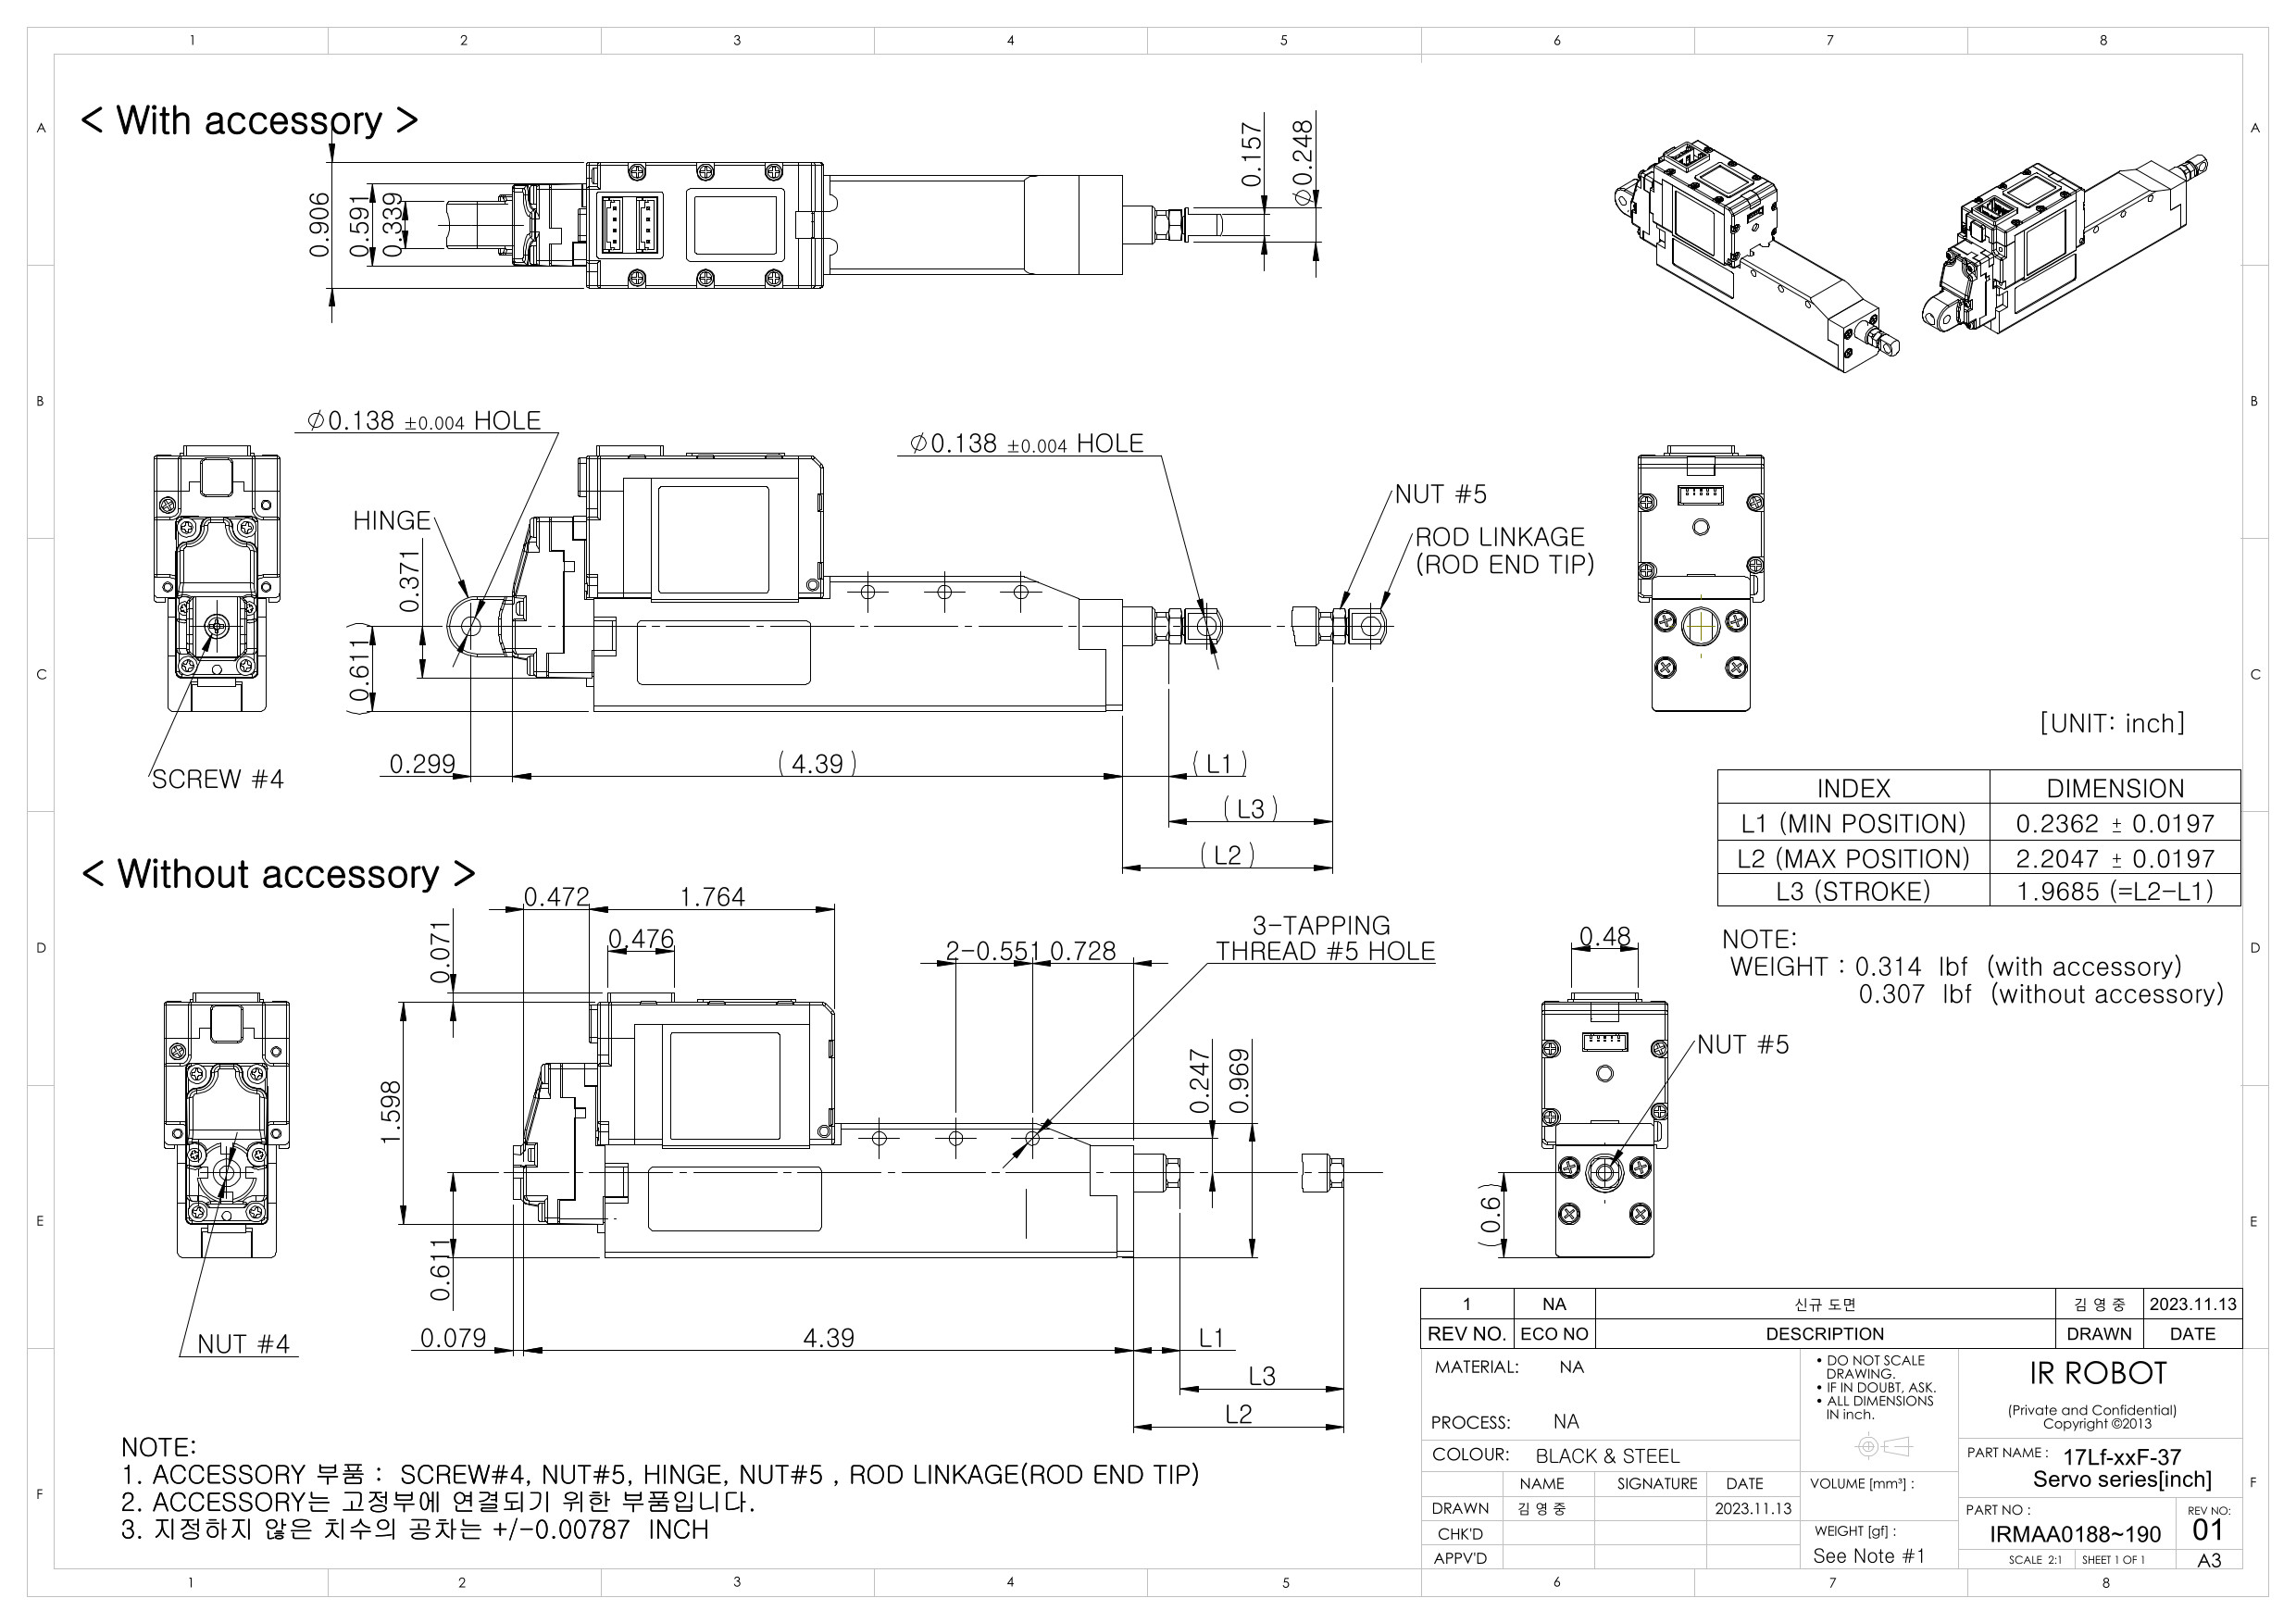 1 2 3 4 5 6 7 8
A A
B B
C C
D D
E E
F F
< With accessory >
0.906
0.591
0.339
0.157
⌀0.248
⌀0.138 ±0.004 HOLE
⌀0.138 ±0.004 HOLE
HINGE
0.371
(0.611)
NUT #5
ROD LINKAGE
(ROD END TIP)
SCREW #4
0.299
(4.39)
(L1)
(L3)
(L2)
[UNIT: inch]
INDEX DIMENSION
L1 (MIN POSITION) 0.2362 ± 0.0197
L2 (MAX POSITION) 2.2047 ± 0.0197
L3 (STROKE) 1.9685 (=L2-L1)
NOTE:
WEIGHT : 0.314 lbf (with accessory)
0.307 lbf (without accessory)
< Without accessory >
0.472
1.764
0.071
0.476
2-0.551
0.728
3-TAPPING
THREAD #5 HOLE
0.48
NUT #5
1.598
0.247
0.969
(0.6)
0.611
NUT #4
0.079
4.39
L1
L3
L2
NOTE:
1. ACCESSORY 부품 : SCREW#4, NUT#5, HINGE, NUT#5 , ROD LINKAGE(ROD END TIP)
2. ACCESSORY는 고정부에 연결되기 위한 부품입니다.
3. 지정하지 않은 치수의 공차는 +/-0.00787 INCH
1 NA 신규 도면 김 영 중 2023.11.13
REV NO. ECO NO DESCRIPTION DRAWN DATE
MATERIAL: NA
PROCESS: NA
COLOUR: BLACK & STEEL
• DO NOT SCALE
DRAWING.
• IF IN DOUBT, ASK.
• ALL DIMENSIONS
IN inch.
IR ROBOT
(Private and Confidential)
Copyright ©2013
PART NAME : 17Lf-xxF-37
Servo series[inch]
NAME SIGNATURE DATE
DRAWN 김 영 중 2023.11.13
CHK'D
APPV'D
VOLUME [mm³] :
WEIGHT [gf] :
See Note #1
PART NO :
IRMAA0188~190
REV NO:
01
SCALE 2:1 SHEET 1 OF 1 A3
1 2 3 4 5 6 7 8